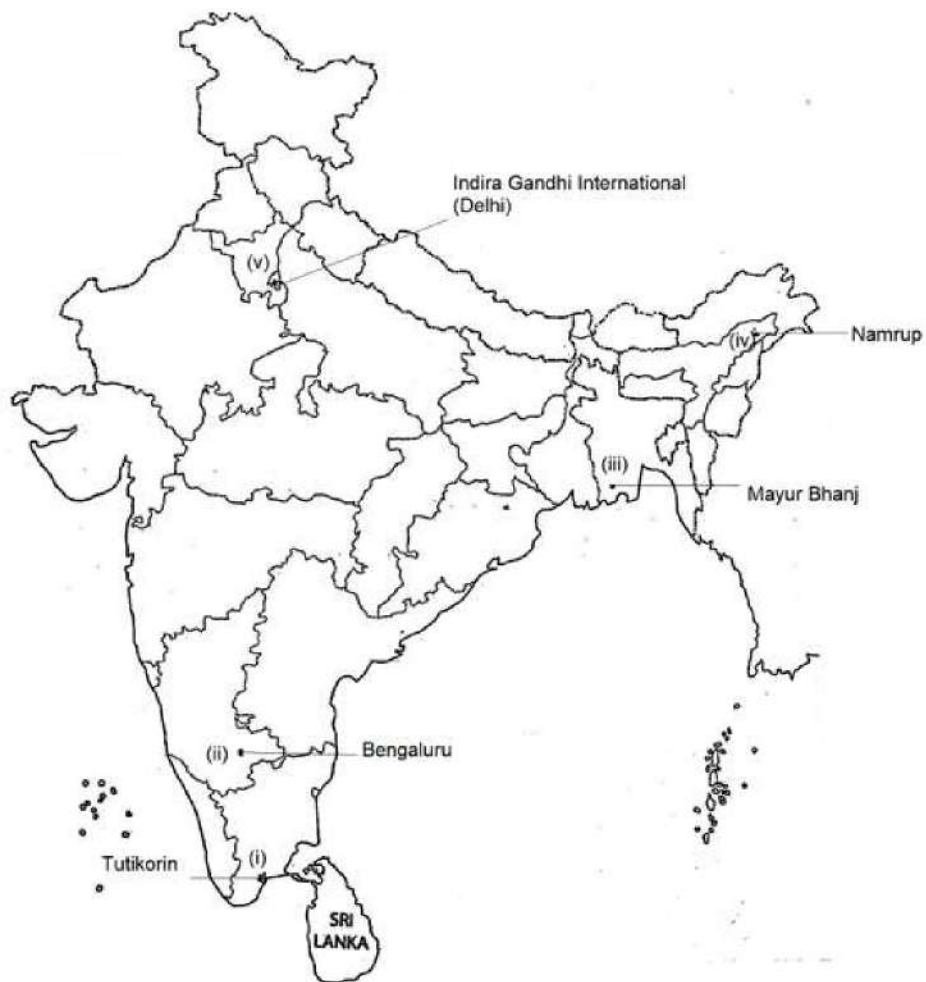 Indira Gandhi International
(Delhi)
(v)
(iv)
Namrup
(iii)
Mayur Bhanj
(ii)
Bengaluru
(i)
Tutikorin
SRI
LANKA